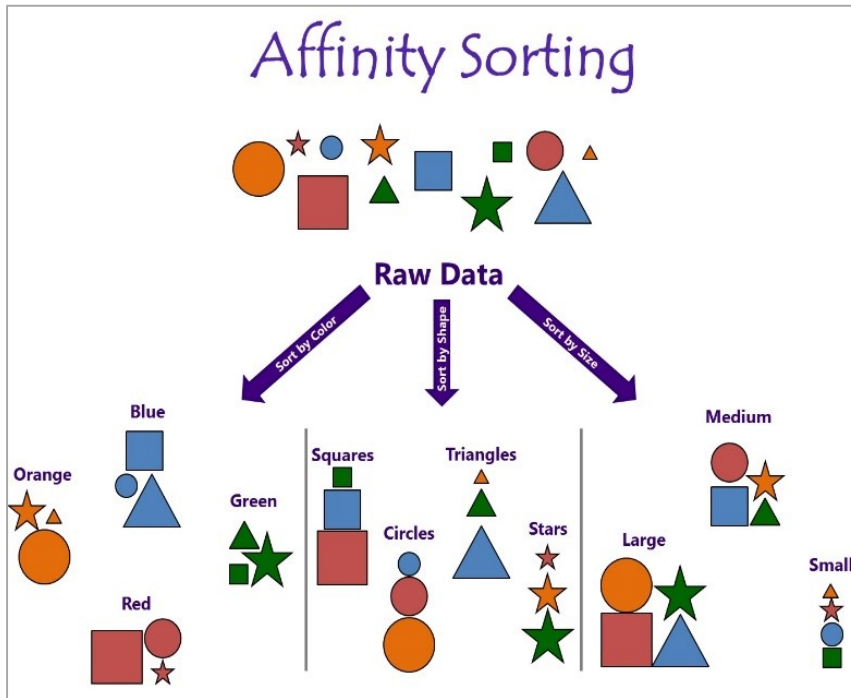 Affinity Sorting
Raw Data
Sort by Color
Sort by Shape
Sort by Size
Blue
Orange
Green
Red
Squares
Triangles
Circles
Stars
Medium
Large
Small